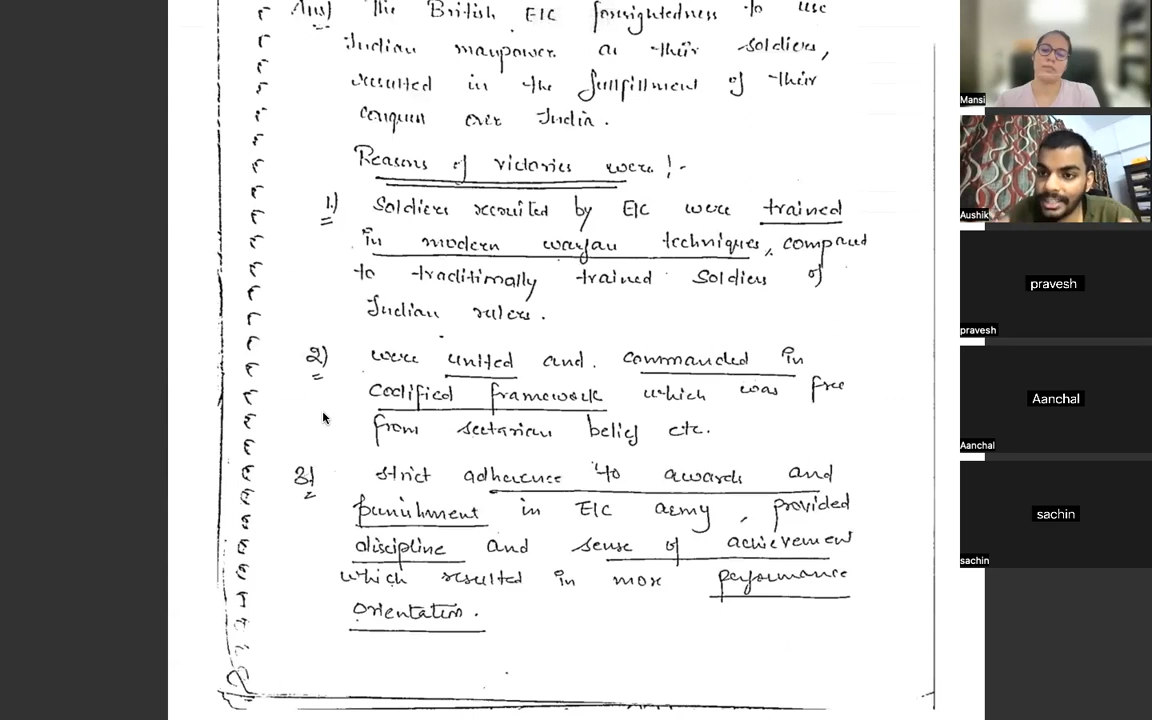 Ans) The British EIC foresightedness to use
Indian manpower as their soldiers,
resulted in the fullfillment of their
conquest over India.
Reasons of victories were :-
1.) Soldiers recruited by EIC were trained
in modern warfare techniques, compared
to traditionally trained soldiers of
Indian rulers.
2) were united and commanded in
codified framework which was free
from sectarian belief etc.
3) strict adherence to awards and
punishment in EIC army, provided
discipline and sense of achievement
which resulted in more performance
orientation.
Mansi
Aushik
pravesh
pravesh
Aanchal
Aanchal
sachin
sachin